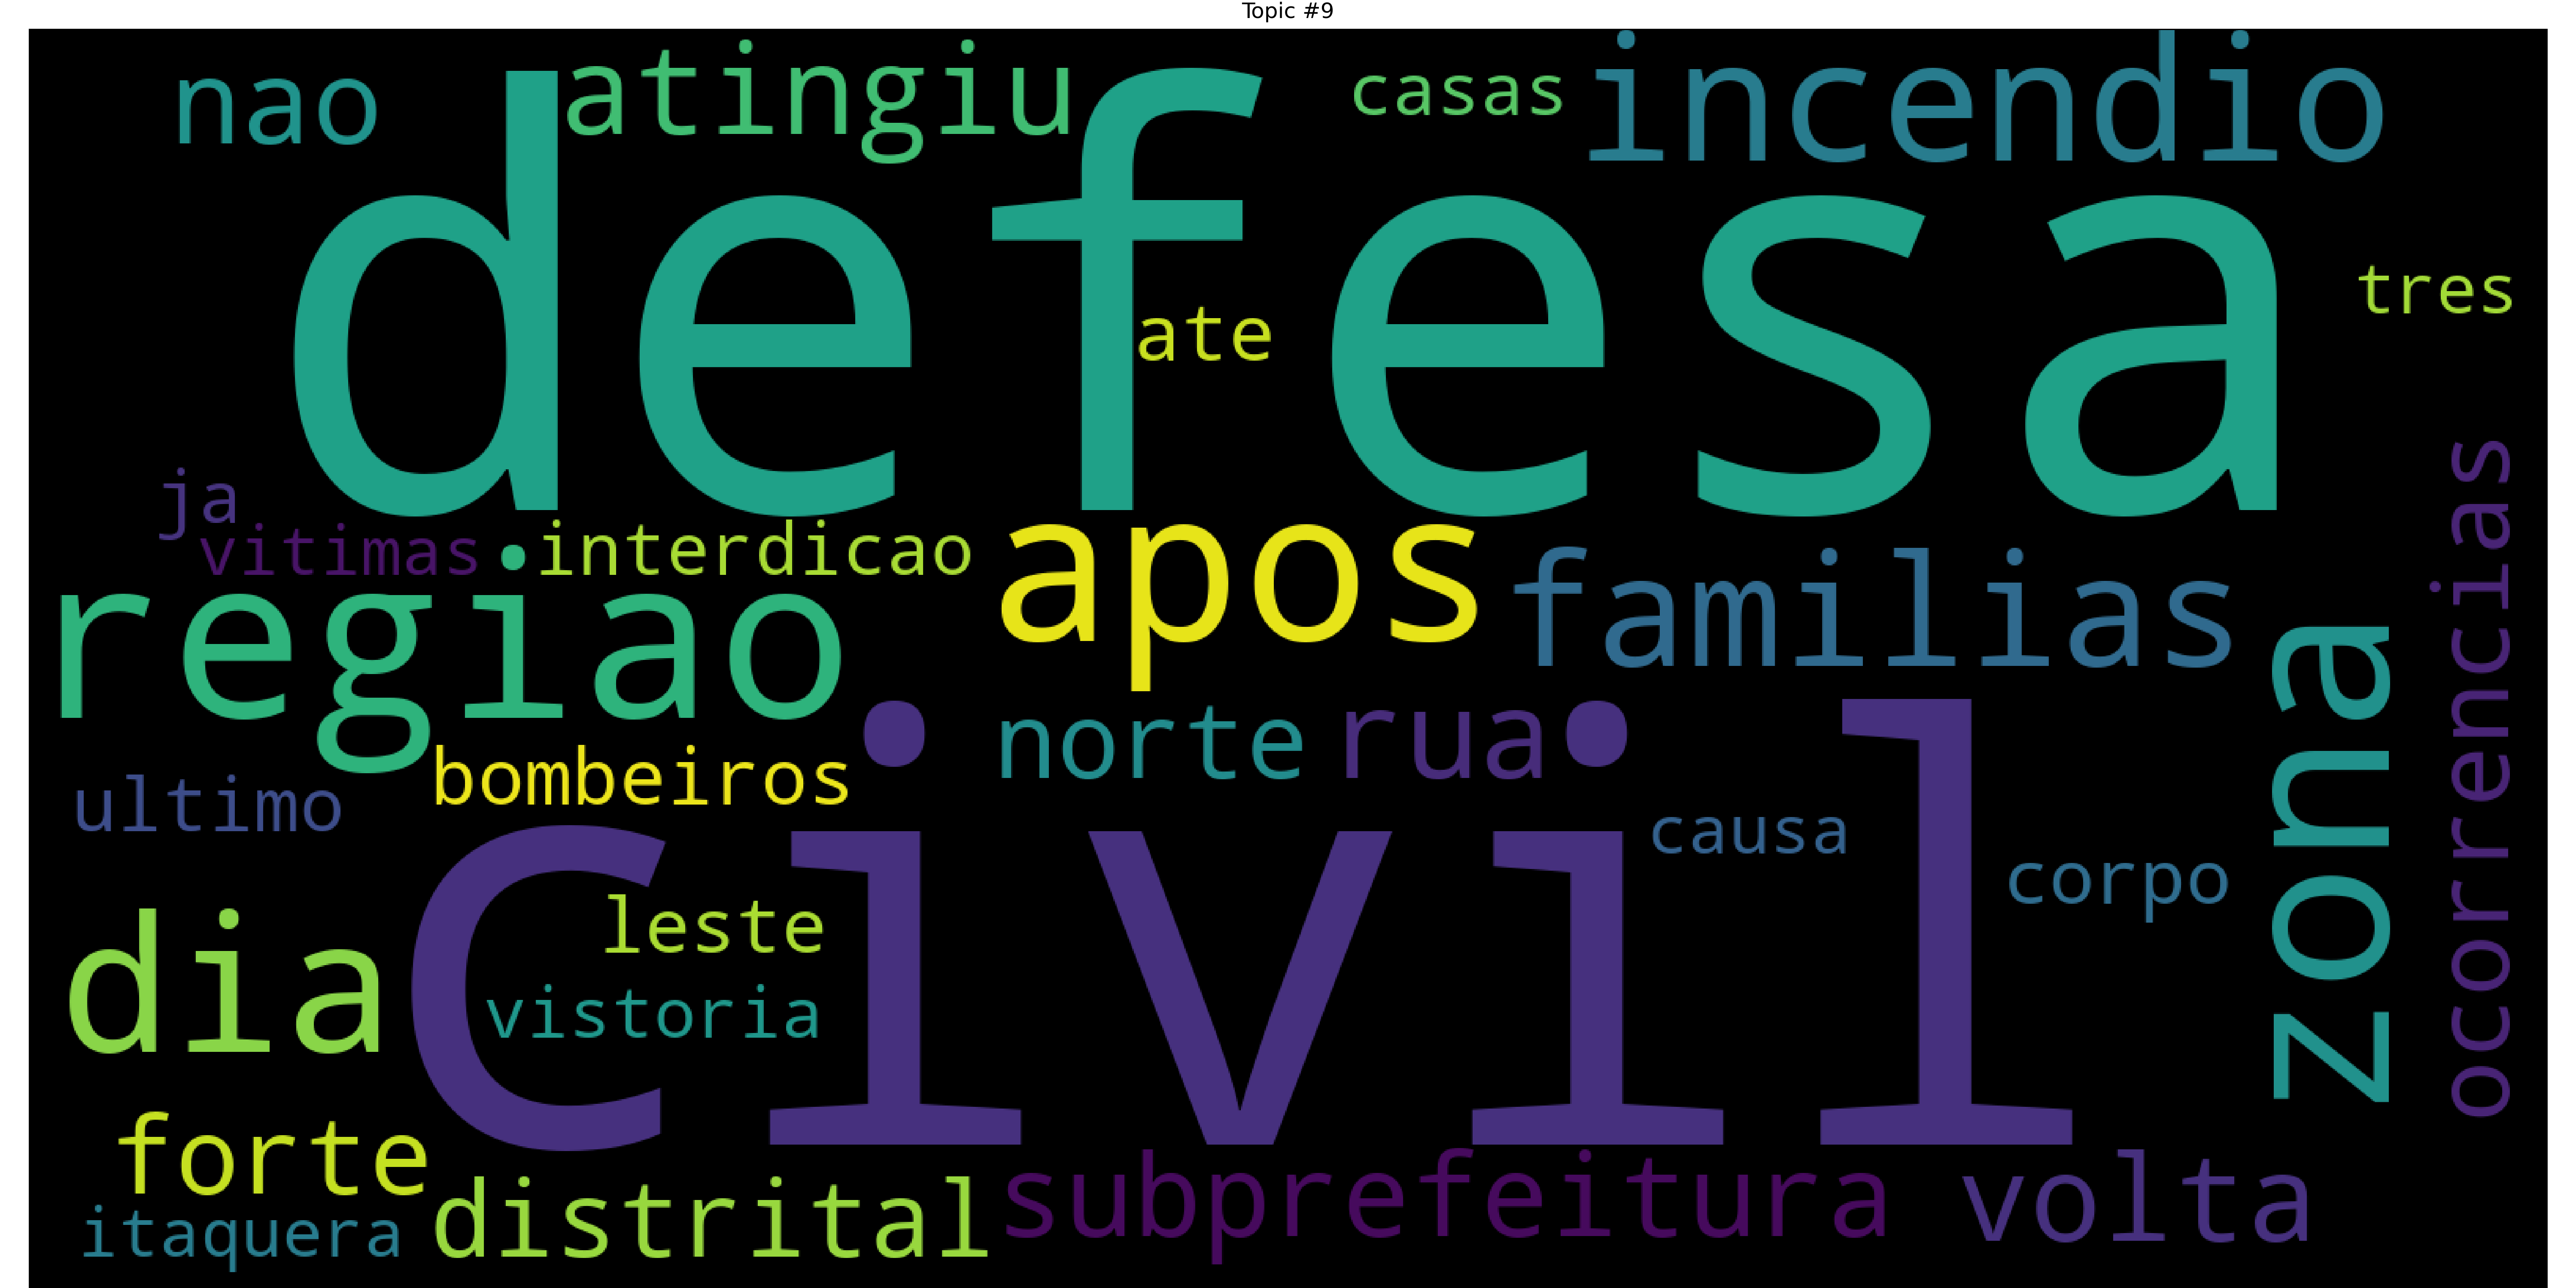 Topic #9
nao
atingiu
casas
incendio
defesa
tres
ate
ja
vitimas
interdicao
apos
familias
regiao
zona
ocorrencias
norte
rua
bombeiros
ultimo
civil
causa
corpo
dia
leste
vistoria
forte
itaquera
distrital
subprefeitura
volta